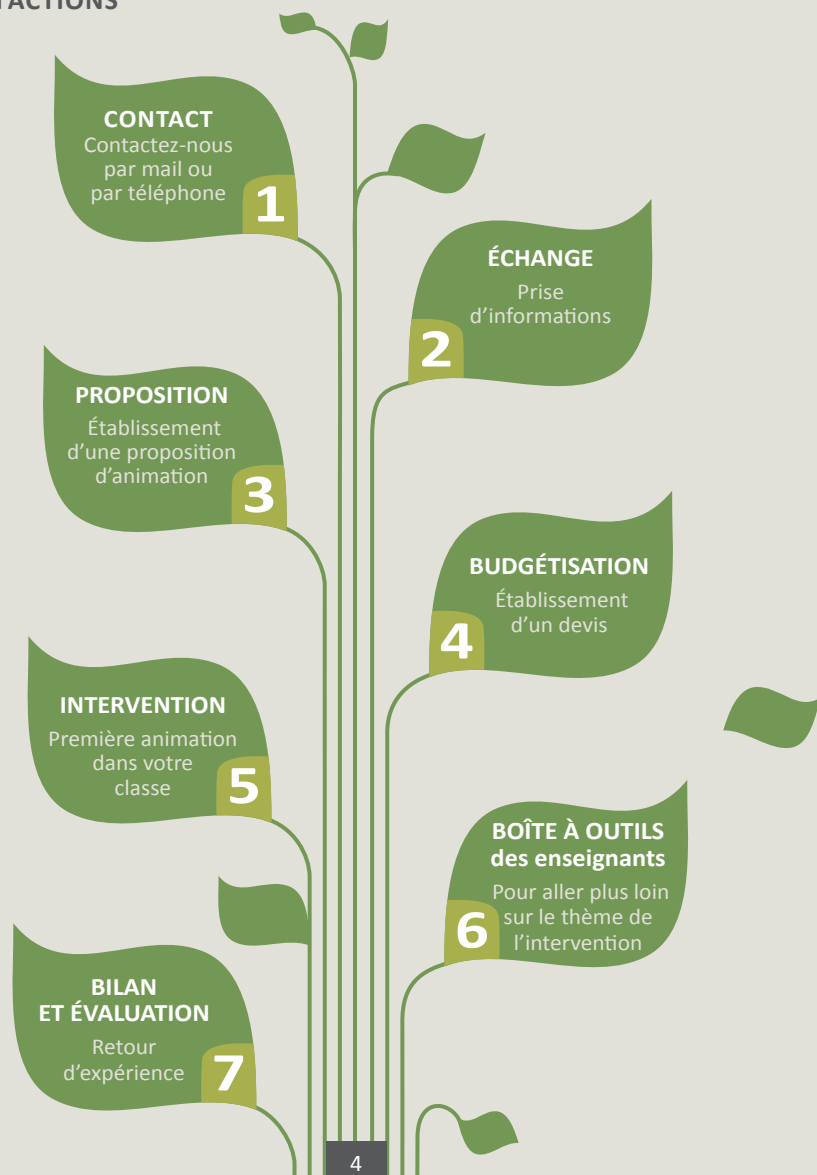 CONTACT
Contactez-nous
par mail ou
par téléphone
1
ÉCHANGE
Prise
d’informations
2
PROPOSITION
Établissement
d’une proposition
d’animation
3
BUDGÉTISATION
Établissement
d’un devis
4
INTERVENTION
Première animation
dans votre
classe
5
BOÎTE À OUTILS
des enseignants
Pour aller plus loin
sur le thème de
l’intervention
6
BILAN
ET ÉVALUATION
Retour
d’expérience
7
4